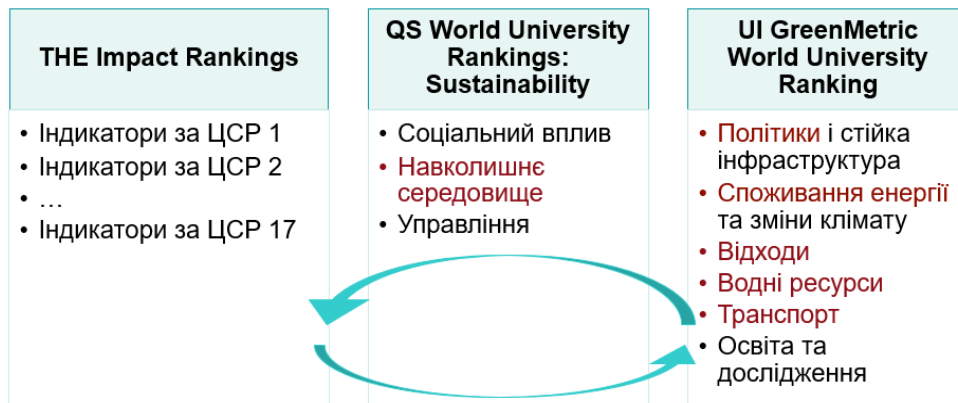 THE Impact Rankings
• Індикатори за ЦСР 1
• Індикатори за ЦСР 2
• …
• Індикатори за ЦСР 17
QS World University
Rankings:
Sustainability
• Соціальний вплив
• Навколишнє
середовище
• Управління
UI GreenMetric
World University
Ranking
• Політики і стійка
інфраструктура
• Споживання енергії
та зміни клімату
• Відходи
• Водні ресурси
• Транспорт
• Освіта та
дослідження